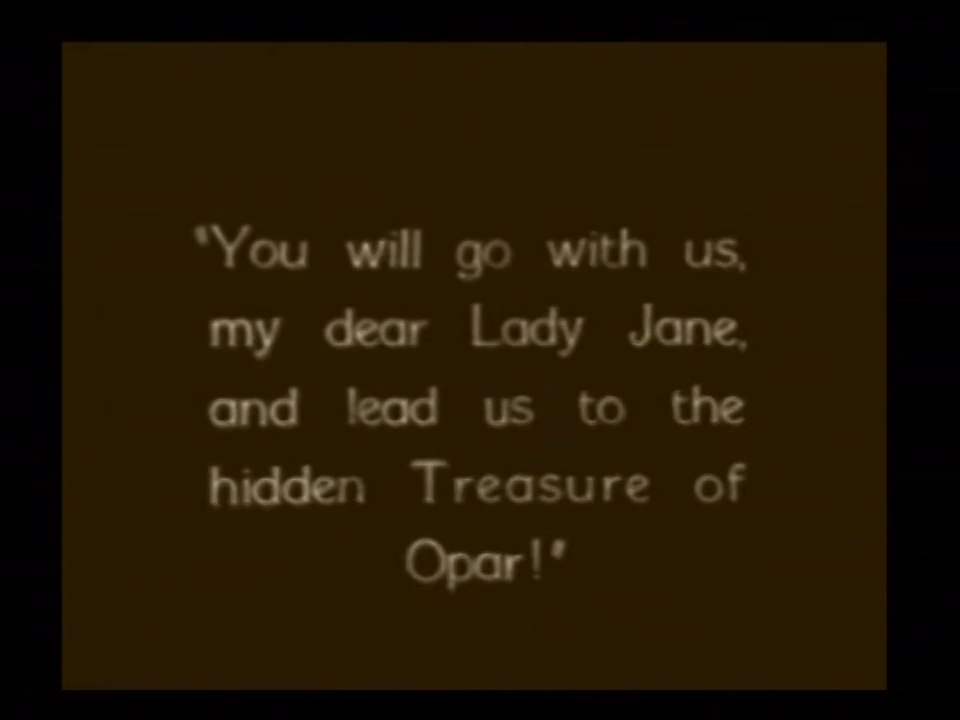 "You will go with us,
my dear Lady Jane,
and lead us to the
hidden Treasure of
Opar!"